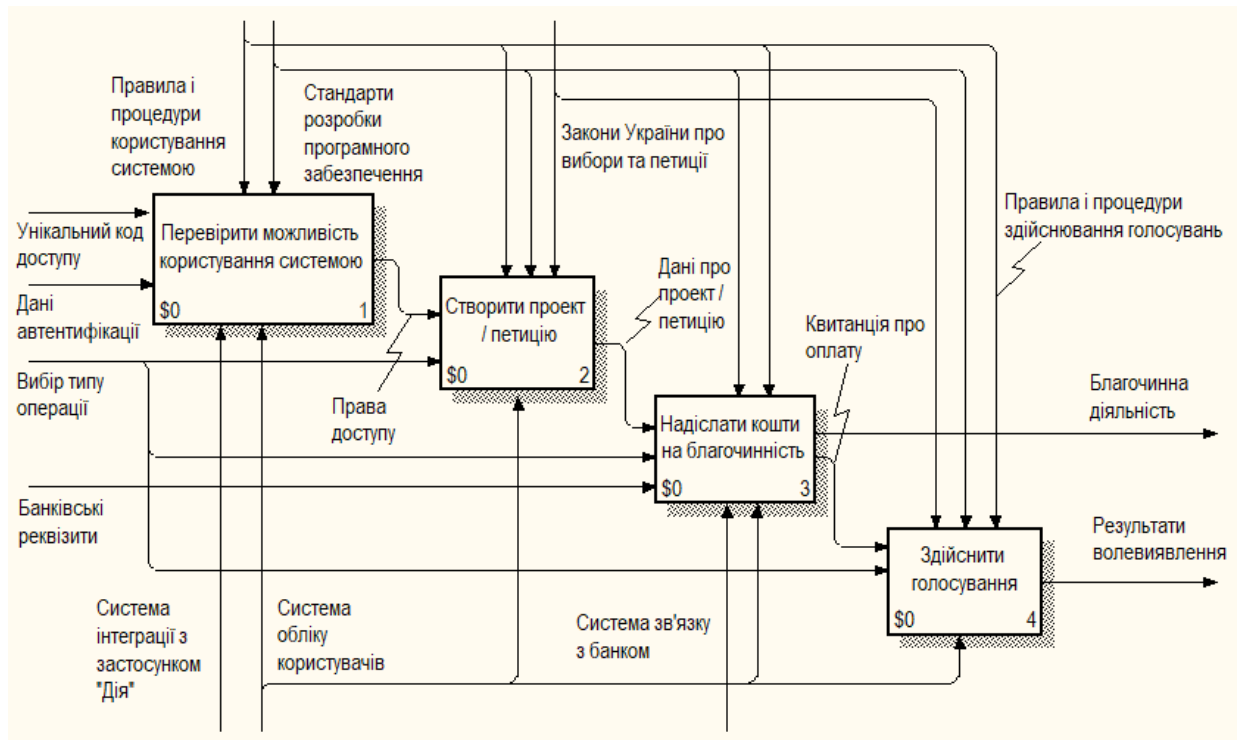 Правила і
процедури
користування
системою
Стандарти
розробки
програмного
забезпечення
Закони України про
вибори та петиції
Правила і процедури
здійснювання голосувань
Унікальний код
доступу
Дані
автентифікації
Вибір типу
операції
Банківські
реквізити
Перевірити можливість
користування системою
$0 1
Права
доступу
Створити проект
/ петицію
$0 2
Дані про
проект /
петицію
Квитанція про
оплату
Надіслати кошти
на благочинність
$0 3
Благочинна
діяльність
Здійснити
голосування
$0 4
Результати
волевиявлення
Система
інтеграції з
застосунком
"Дія"
Система
обліку
користувачів
Система зв'язку
з банком